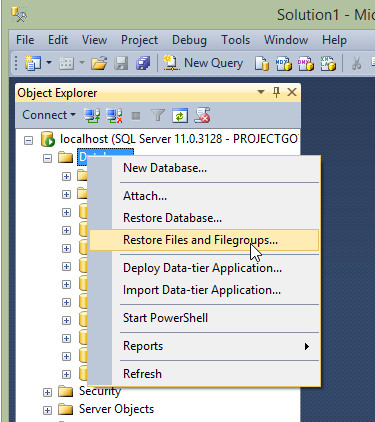 Solution1 - Mic
File Edit View Project Debug Tools Window Help
New Query
Object Explorer
Connect
localhost (SQL Server 11.0.3128 - PROJECTGO
New Database...
Attach...
Restore Database...
Restore Files and Filegroups...
Deploy Data-tier Application...
Import Data-tier Application...
Start PowerShell
Reports
Refresh
Security
Server Objects